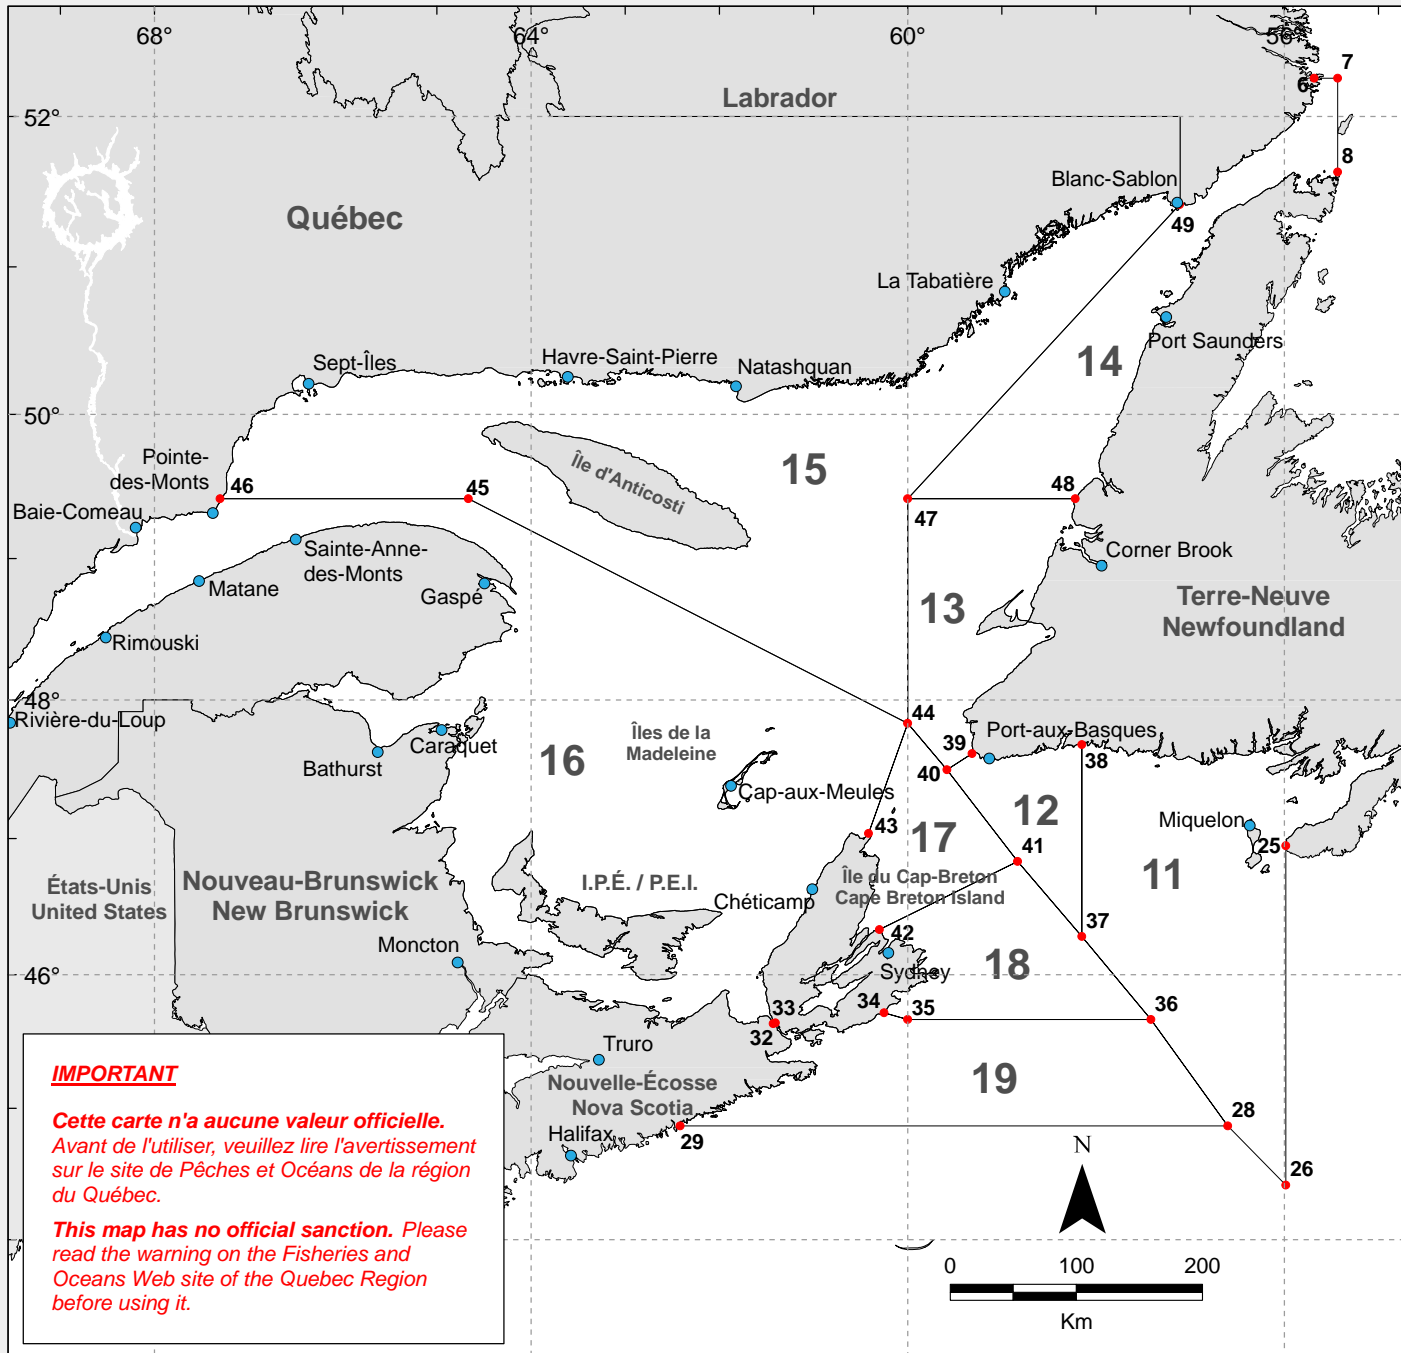 68°
64°
60°
56°
7
6
52°
Labrador
8
Blanc-Sablon
Québec
49
La Tabatière
14
Port Saunders
Sept-Îles
Havre-Saint-Pierre
Natashquan
50°
Pointe-
des-Monts
46
45
Île d'Anticosti
15
48
47
Baie-Comeau
Sainte-Anne-
des-Monts
Corner Brook
Matane
Gaspé
13
Terre-Neuve
Newfoundland
Rimouski
48°
Rivière-du-Loup
Caraquet
Bathurst
16
Îles de la
Madeleine
44
39
Port-aux-Basques
38
40
Cap-aux-Meules
12
Miquelon
43
17
41
25
États-Unis
United States
Nouveau-Brunswick
New Brunswick
I.P.É. / P.E.I.
Chéticamp
Île du Cap-Breton
Cape Breton Island
11
Moncton
42
37
46°
Sydney
18
33
32
34
35
36
Truro
Nouvelle-Écosse
Nova Scotia
19
Halifax
29
28
26
N
IMPORTANT
Cette carte n'a aucune valeur officielle.
Avant de l'utiliser, veuillez lire l'avertissement
sur le site de Pêches et Océans de la région
du Québec.
This map has no official sanction. Please
read the warning on the Fisheries and
Oceans Web site of the Quebec Region
before using it.
0 100 200
Km